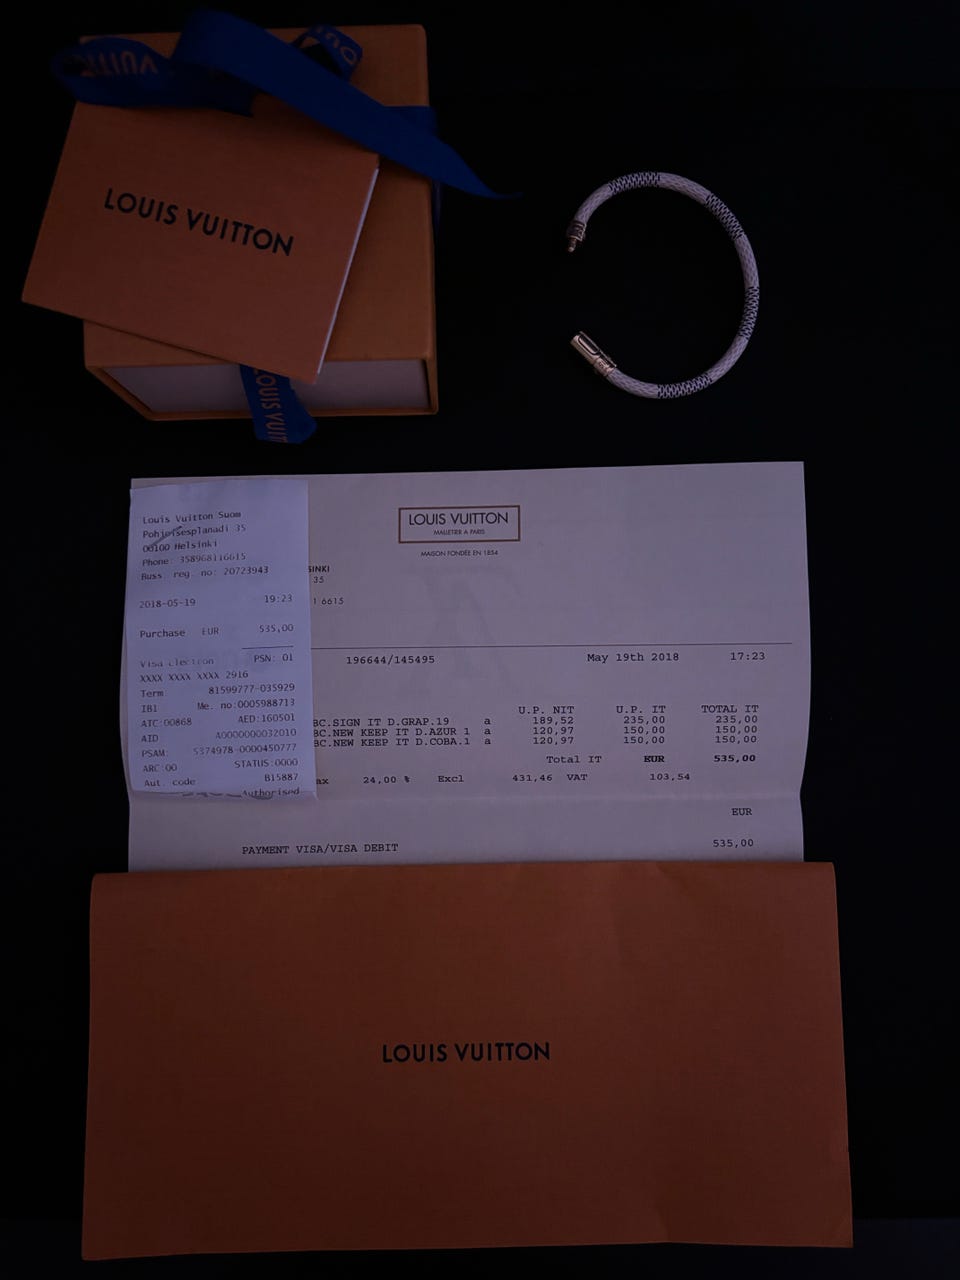 LOUIS VUITTON
LOUIS VUIT
Louis Vuitton Suom
Pohjoisesplanadi 35
00100 Helsinki
Phone: 358968116615
Buss. reg. no: 20723943
2018-05-19 19:23
Purchase EUR 535,00
Visa Electron PSN: 01
XXXX XXXX XXXX 2916
Term 81599777-035929
IB1 Me. no:0005988713
ATC:00868 AED:160501
AID: A0000000032010
PSAM: 5374978-0000450777
ARC:00 STATUS:0000
Aut. code B15887
Authorised
LOUIS VUITTON
MALLETIER A PARIS
MAISON FONDÉE EN 1854
SINKI
35
1 6615
196644/145495 May 19th 2018 17:23
U.P. NIT U.P. IT TOTAL IT
BC.SIGN IT D.GRAP.19 a 189,52 235,00 235,00
BC.NEW KEEP IT D.AZUR 1 a 120,97 150,00 150,00
BC.NEW KEEP IT D.COBA.1 a 120,97 150,00 150,00
Total IT EUR 535,00
ax 24,00 % Excl 431,46 VAT 103,54
EUR
PAYMENT VISA/VISA DEBIT 535,00
LOUIS VUITTON